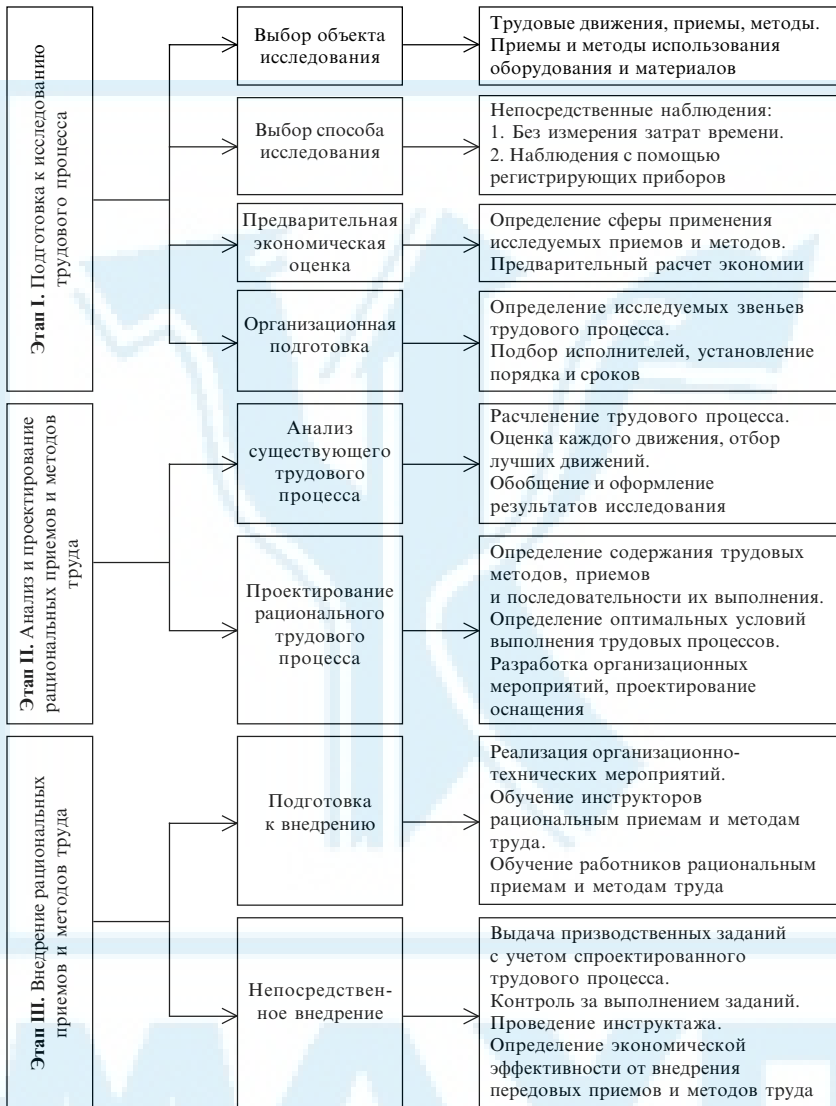 Этап I. Подготовка к исследованию
трудового процесса
Выбор объекта
исследования
Трудовые движения, приемы, методы.
Приемы и методы использования
оборудования и материалов
Выбор способа
исследования
Непосредственные наблюдения:
1. Без измерения затрат времени.
2. Наблюдения с помощью
регистрирующих приборов
Предварительная
экономическая
оценка
Определение сферы применения
исследуемых приемов и методов.
Предварительный расчет экономии
Организационная
подготовка
Определение исследуемых звеньев
трудового процесса.
Подбор исполнителей, установление
порядка и сроков
Этап II. Анализ и проектирование
рациональных приемов и методов
труда
Анализ
существующего
трудового
процесса
Расчленение трудового процесса.
Оценка каждого движения, отбор
лучших движений.
Обобщение и оформление
результатов исследования
Проектирование
рационального
трудового
процесса
Определение содержания трудовых
методов, приемов
и последовательности их выполнения.
Определение оптимальных условий
выполнения трудовых процессов.
Разработка организационных
мероприятий, проектирование
оснащения
Этап III. Внедрение рациональных
приемов и методов труда
Подготовка
к внедрению
Реализация организационно-
технических мероприятий.
Обучение инструкторов
рациональным приемам и методам
труда.
Обучение работников рациональным
приемам и методам труда
Непосредствен-
ное внедрение
Выдача призводственных заданий
с учетом спроектированного
трудового процесса.
Контроль за выполнением заданий.
Проведение инструктажа.
Определение экономической
эффективности от внедрения
передовых приемов и методов труда